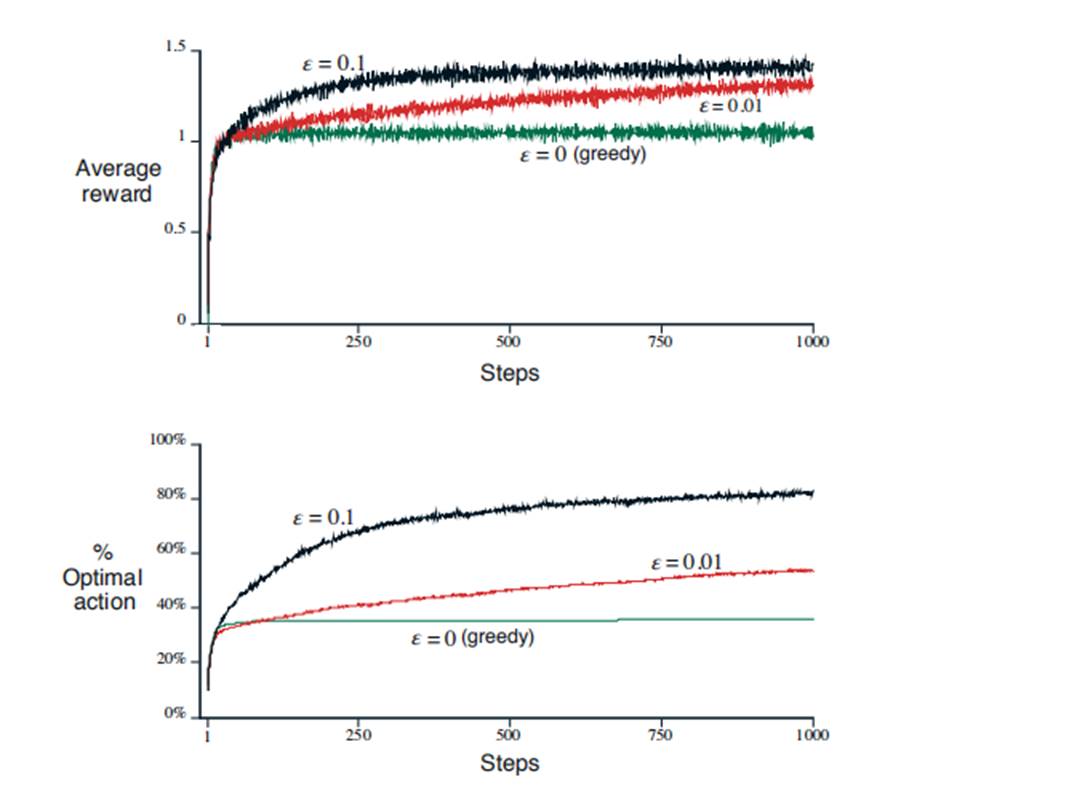 1.5
ε = 0.1
ε = 0.01
1
ε = 0 (greedy)
Average
reward
0.5
0
1
250
500
750
1000
Steps
100%
80%
ε = 0.1
%
Optimal
action
60%
ε = 0.01
40%
ε = 0 (greedy)
20%
0%
1
250
500
750
1000
Steps